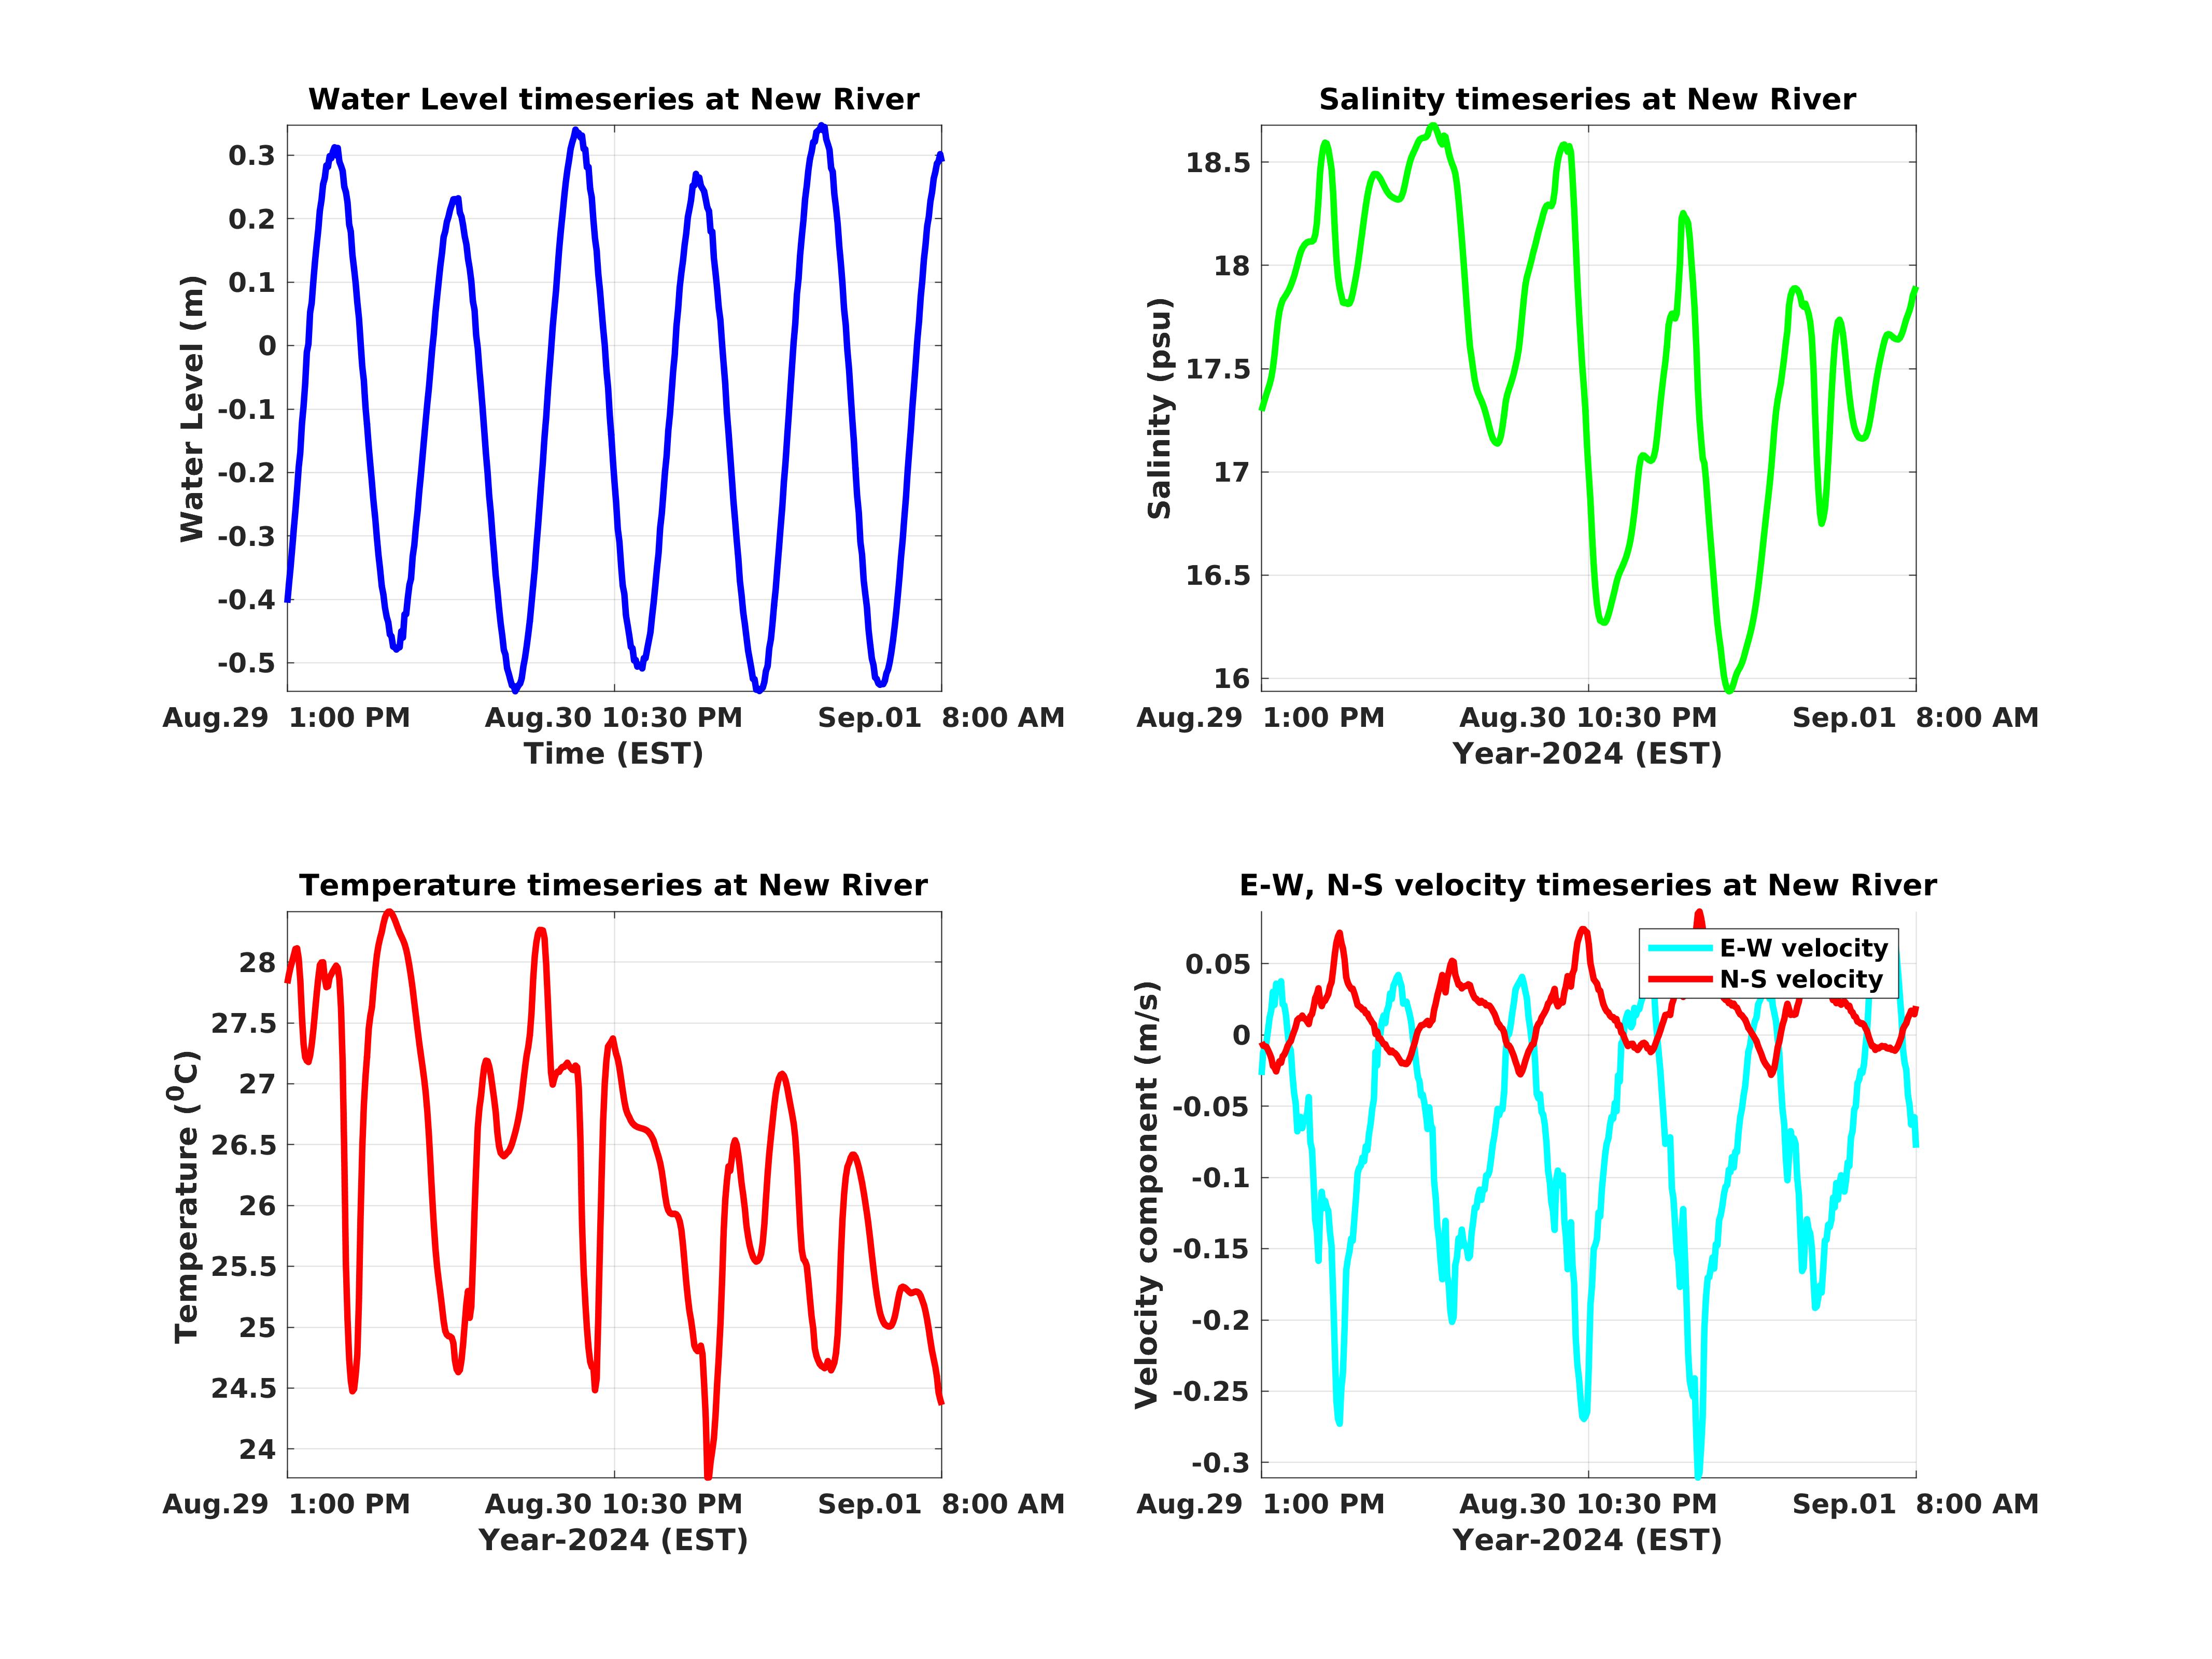 Water Level timeseries at New River
Water Level (m)
0.3
0.2
0.1
0
-0.1
-0.2
-0.3
-0.4
-0.5
Aug.29 1:00 PM
Aug.30 10:30 PM
Sep.01 8:00 AM
Time (EST)
Salinity timeseries at New River
Salinity (psu)
18.5
18
17.5
17
16.5
16
Aug.29 1:00 PM
Aug.30 10:30 PM
Sep.01 8:00 AM
Year-2024 (EST)
Temperature timeseries at New River
Temperature (⁰C)
28
27.5
27
26.5
26
25.5
25
24.5
24
Aug.29 1:00 PM
Aug.30 10:30 PM
Sep.01 8:00 AM
Year-2024 (EST)
E-W, N-S velocity timeseries at New River
Velocity component (m/s)
0.05
0
-0.05
-0.1
-0.15
-0.2
-0.25
-0.3
E-W velocity
N-S velocity
Aug.29 1:00 PM
Aug.30 10:30 PM
Sep.01 8:00 AM
Year-2024 (EST)